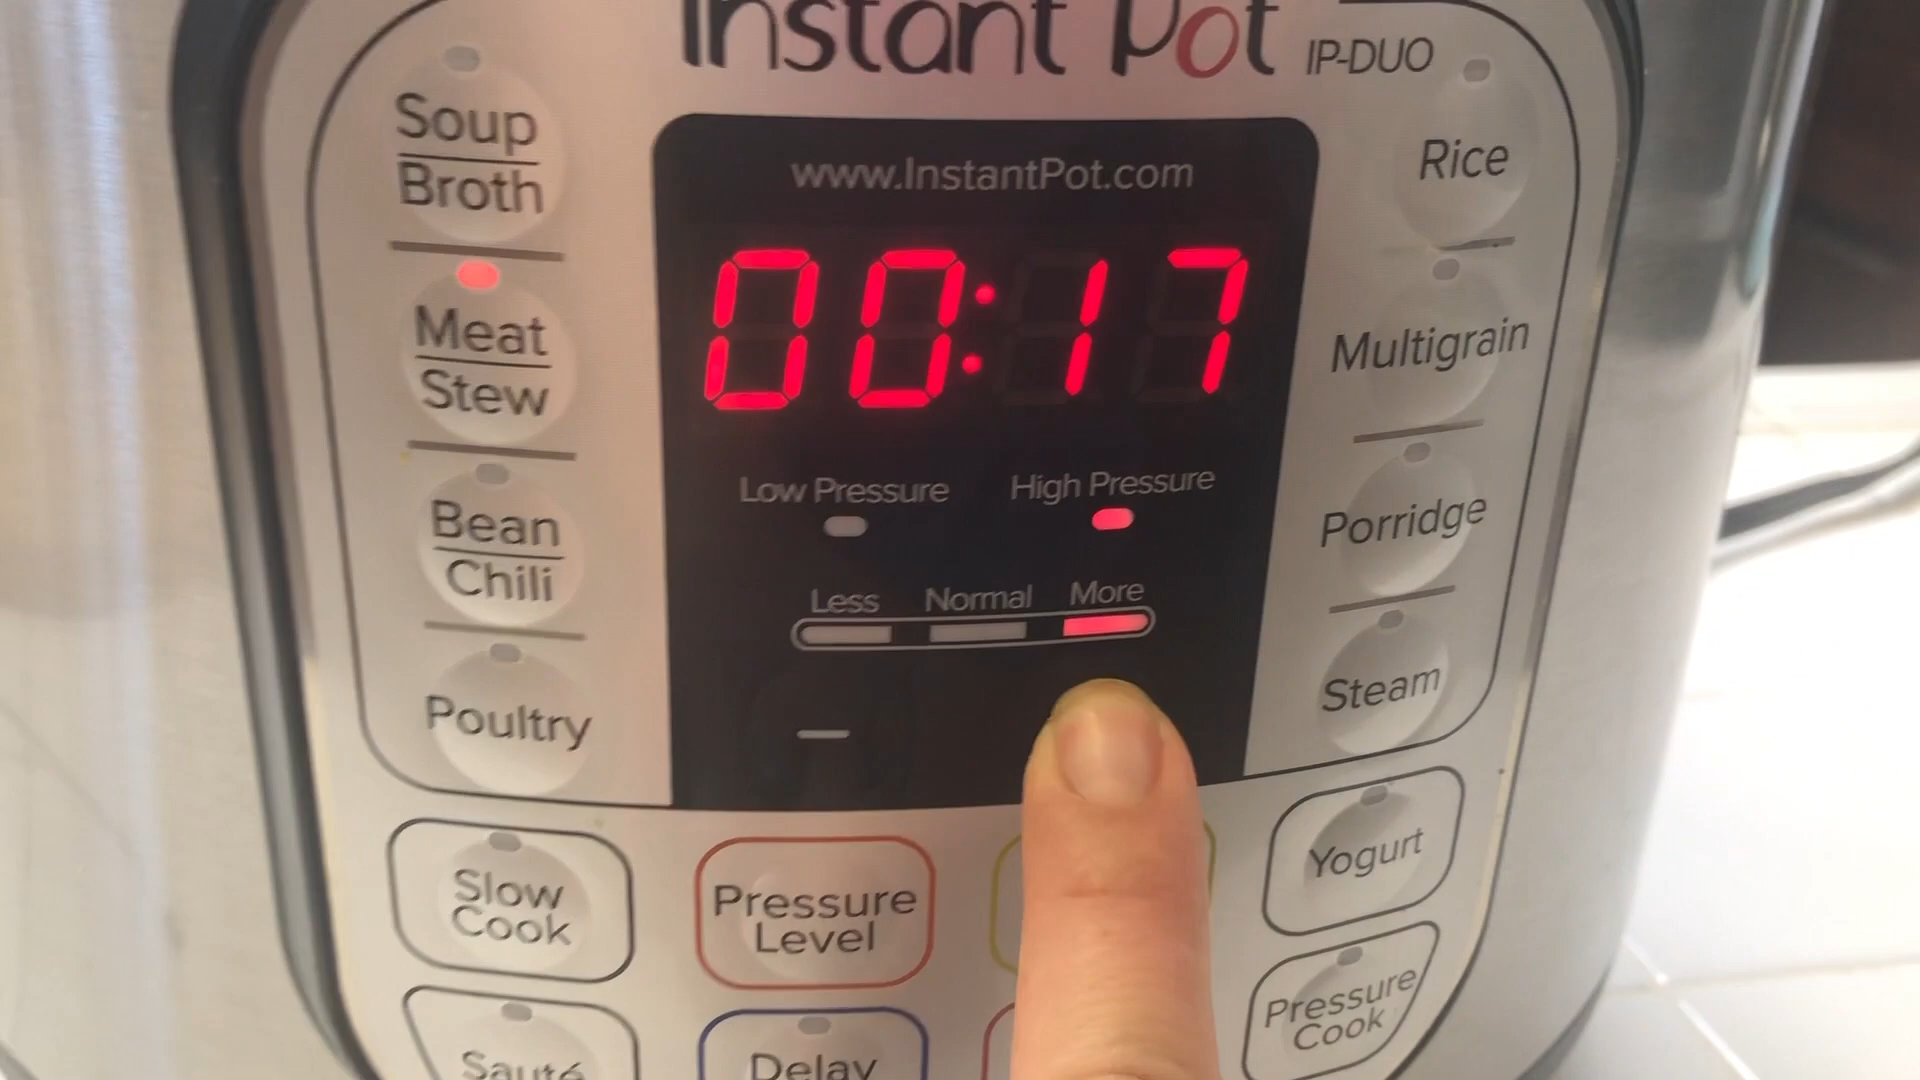 Instant Pot IP-DUO
Soup
Broth
Meat
Stew
Bean
Chili
Poultry
www.InstantPot.com
00:17
Low Pressure High Pressure
Less Normal More
Rice
Multigrain
Porridge
Steam
Slow
Cook
Pressure
Level
Yogurt
Sauté
Delay
Pressure
Cook